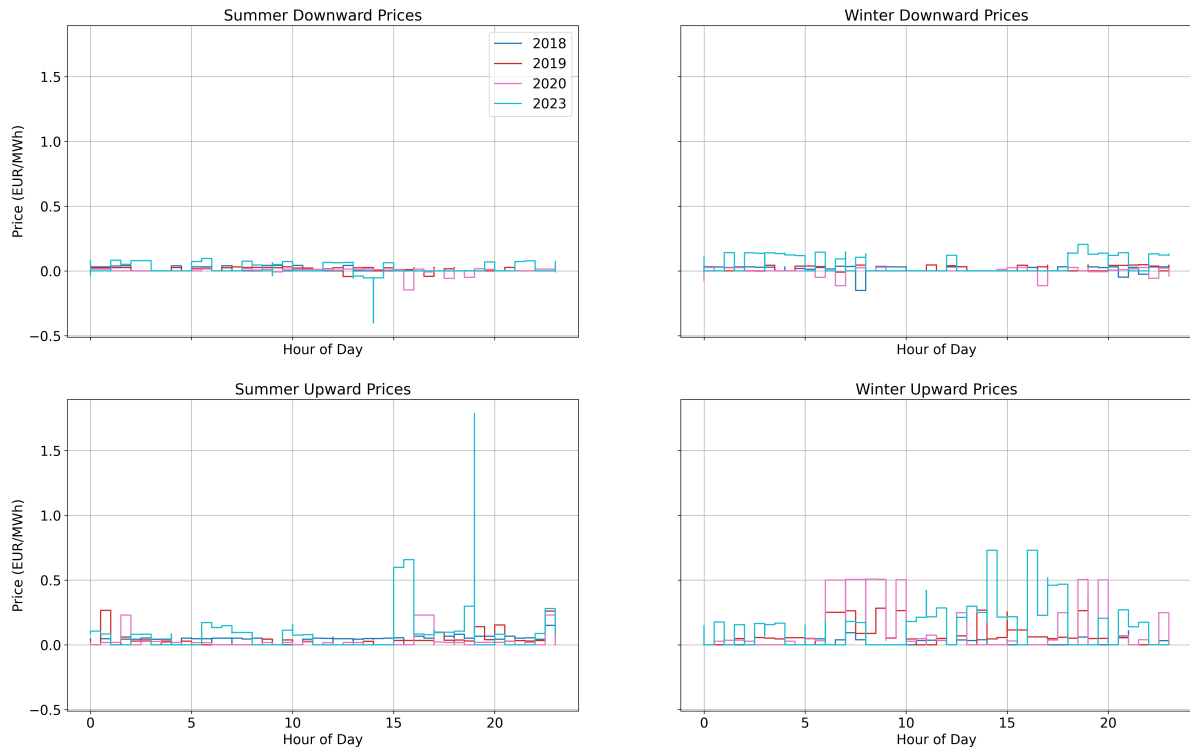 Summer Downward Prices
Winter Downward Prices
2018
2019
2020
2023
Price (EUR/MWh)
1.5
1.0
0.5
0.0
−0.5
Hour of Day
Hour of Day
Summer Upward Prices
Winter Upward Prices
Price (EUR/MWh)
1.5
1.0
0.5
0.0
−0.5
0 5 10 15 20
0 5 10 15 20
Hour of Day
Hour of Day